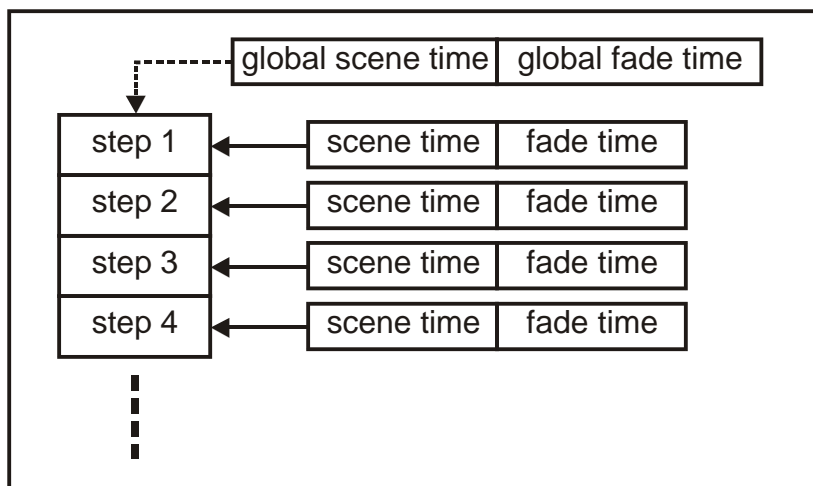 global scene time global fade time
step 1 scene time fade time
step 2 scene time fade time
step 3 scene time fade time
step 4 scene time fade time